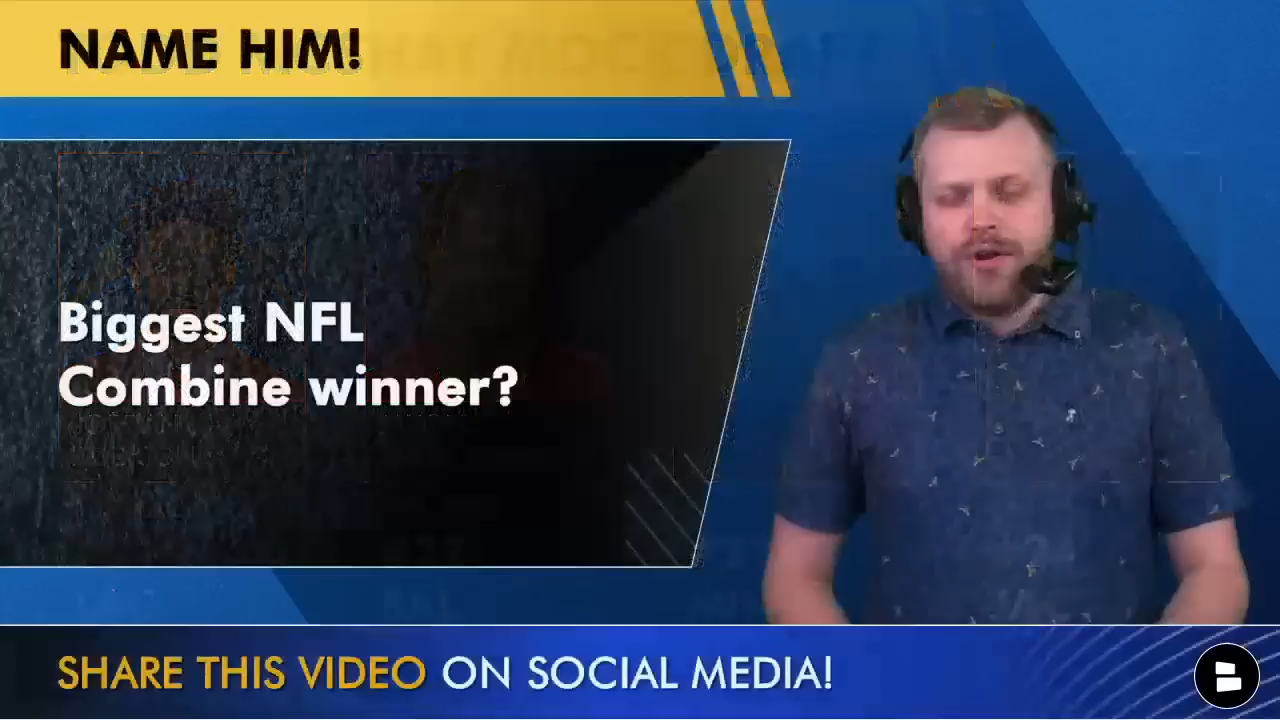 NAME HIM!
Biggest NFL
Combine winner?
SHARE THIS VIDEO ON SOCIAL MEDIA!